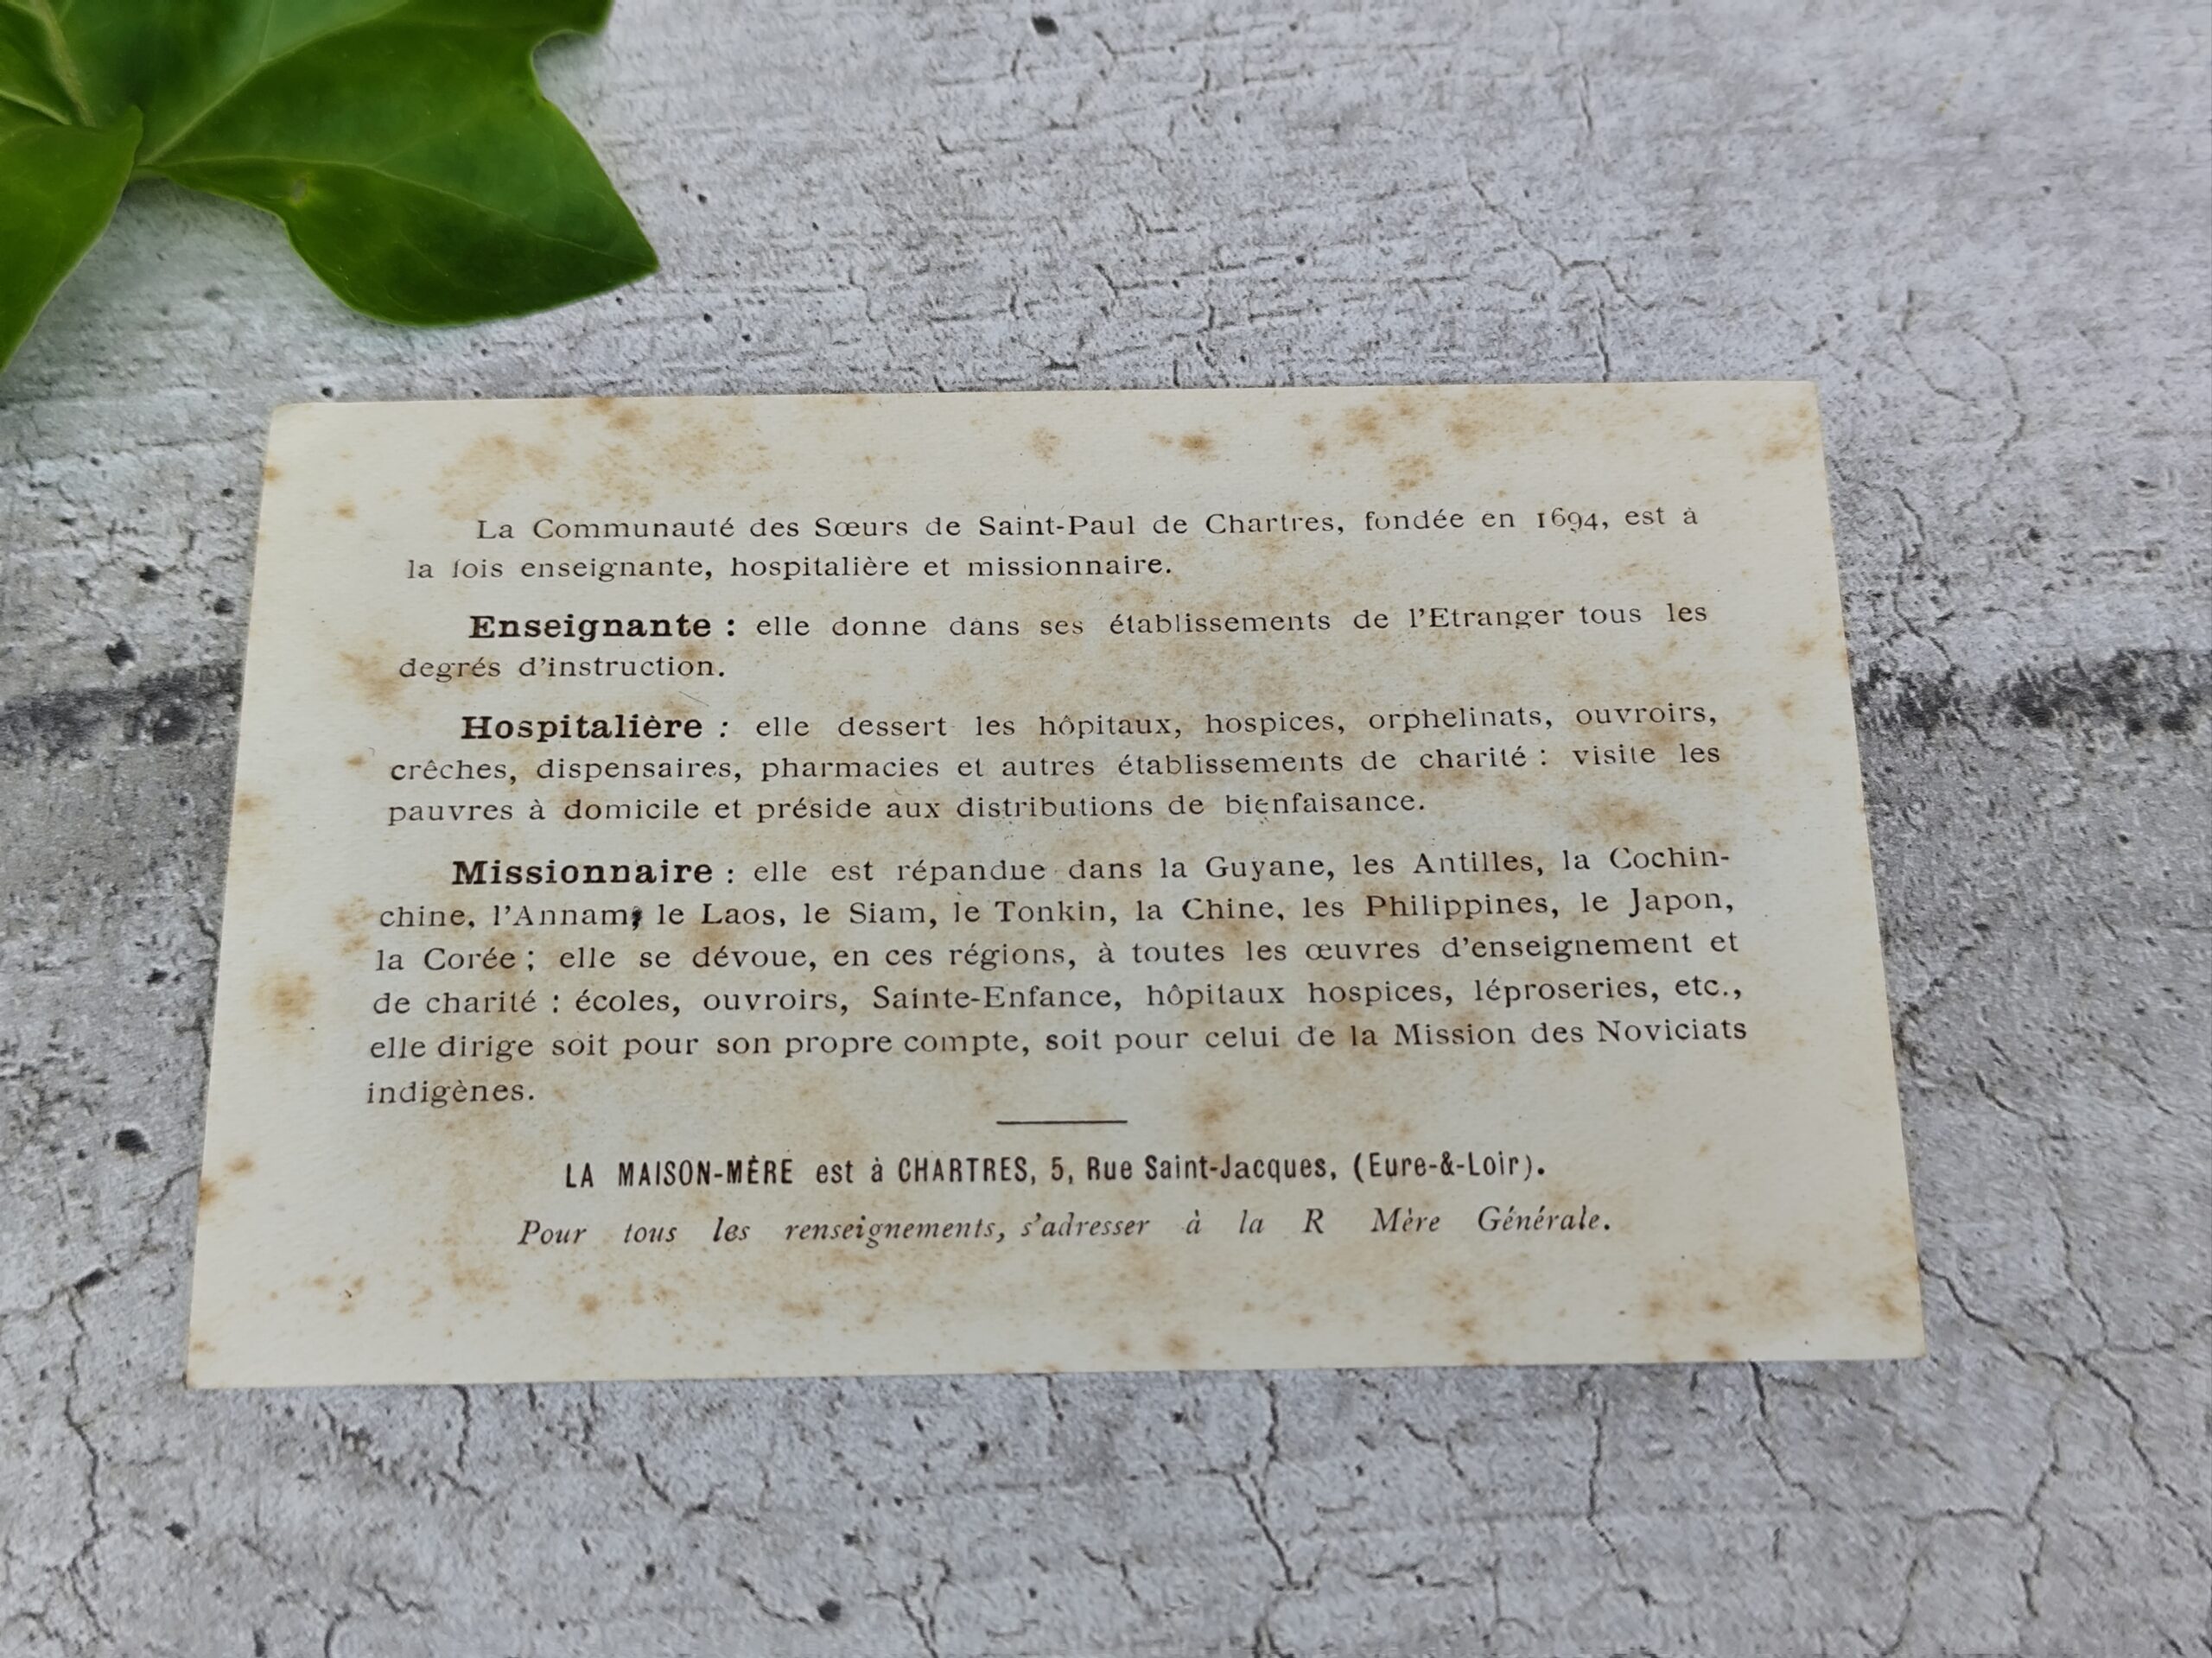 La Communauté des Sœurs de Saint-Paul de Chartres, fondée en 1694, est à
la fois enseignante, hospitalière et missionnaire.
Enseignante : elle donne dans ses établissements de l'Etranger tous les
degrés d'instruction.
Hospitalière : elle dessert les hôpitaux, hospices, orphelinats, ouvroirs,
crêches, dispensaires, pharmacies et autres établissements de charité : visite les
pauvres à domicile et préside aux distributions de bienfaisance.
Missionnaire : elle est répandue dans la Guyane, les Antilles, la Cochin-
chine, l'Annam, le Laos, le Siam, le Tonkin, la Chine, les Philippines, le Japon,
la Corée ; elle se dévoue, en ces régions, à toutes les œuvres d'enseignement et
de charité : écoles, ouvroirs, Sainte-Enfance, hôpitaux hospices, léproseries, etc.,
elle dirige soit pour son propre compte, soit pour celui de la Mission des Noviciats
indigènes.
LA MAISON-MÈRE est à CHARTRES, 5, Rue Saint-Jacques, (Eure-&-Loir).
Pour tous les renseignements, s'adresser à la R Mère Générale.